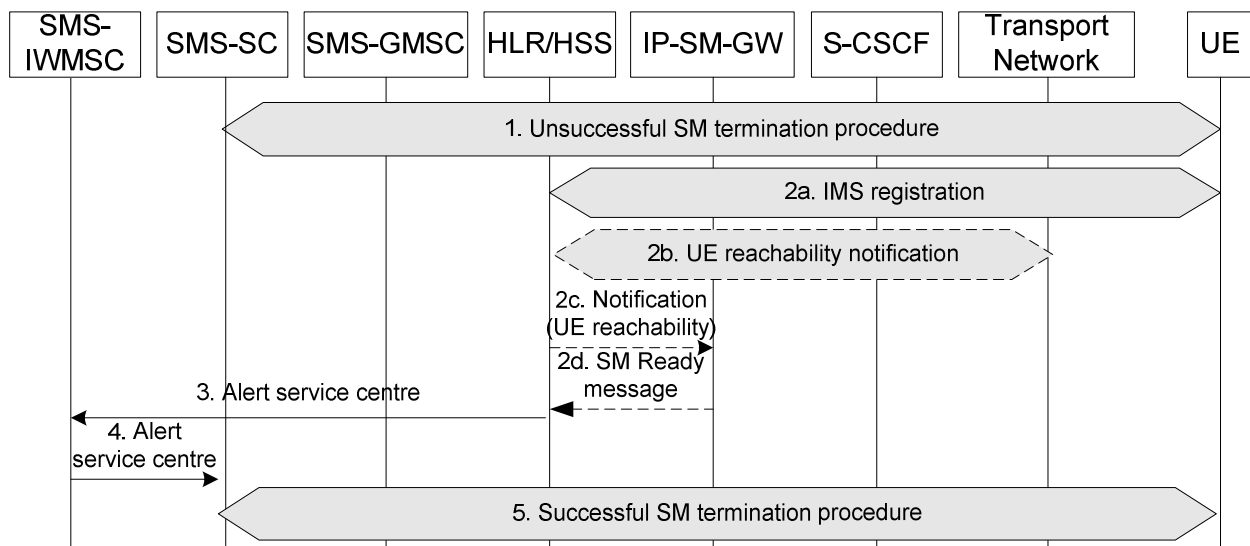 SMS-
IWMSC
SMS-SC
SMS-GMSC
HLR/HSS
IP-SM-GW
S-CSCF
Transport
Network
UE
1. Unsuccessful SM termination procedure
2a. IMS registration
2b. UE reachability notification
2c. Notification
(UE reachability)
2d. SM Ready
message
3. Alert service centre
4. Alert
service centre
5. Successful SM termination procedure